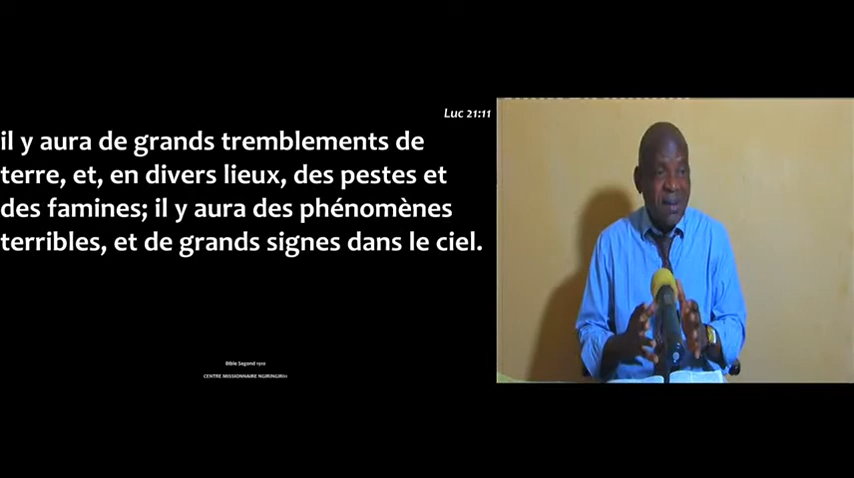 Luc 21:11
il y aura de grands tremblements de
terre, et, en divers lieux, des pestes et
des famines; il y aura des phénomènes
terribles, et de grands signes dans le ciel.
Bible Segond 1910
CENTRE MISSIONNAIRE